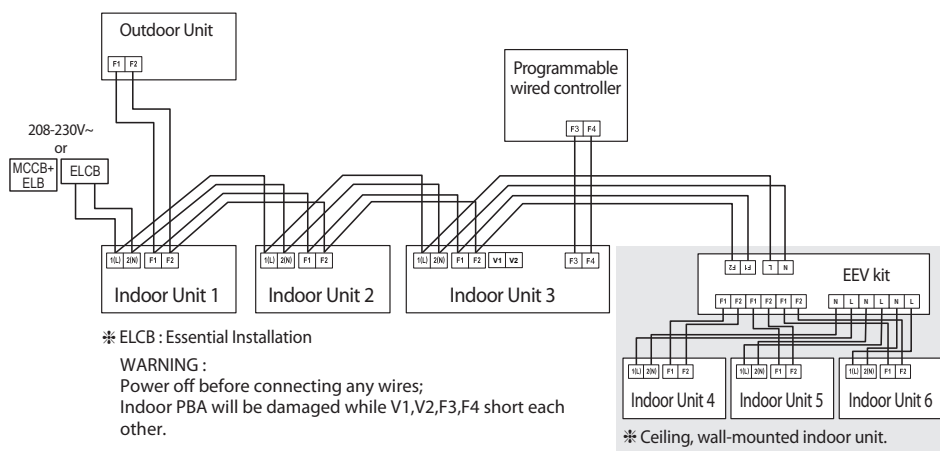 Outdoor Unit
F1 F2
Programmable
wired controller
F3 F4
208-230V~
or
MCCB+
ELB
ELCB
1(L) 2(N) F1 F2
Indoor Unit 1
1(L) 2(N) F1 F2
Indoor Unit 2
1(L) 2(N) F1 F2 V1 V2 F3 F4
Indoor Unit 3
F2 F1 L N
EEV kit
F1 F2 F1 F2 F1 F2 N L N L N L
1(L) 2(N) F1 F2
Indoor Unit 4
1(L) 2(N) F1 F2
Indoor Unit 5
1(L) 2(N) F1 F2
Indoor Unit 6
❈ Ceiling, wall-mounted indoor unit.
❈ ELCB : Essential Installation
WARNING :
Power off before connecting any wires;
Indoor PBA will be damaged while V1,V2,F3,F4 short each
other.